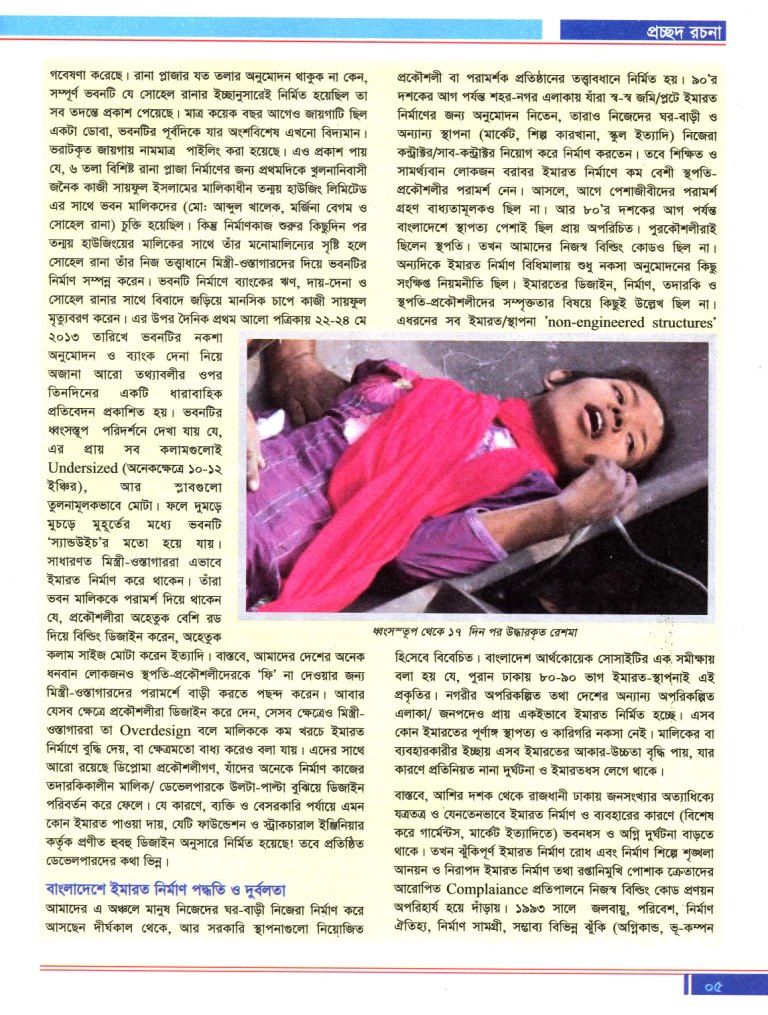 প্রচ্ছদ রচনা
গবেষণা করেছে। রানা প্লাজার যত তলার অনুমোদন থাকুক না কেন,
সম্পূর্ণ ভবনটি যে সোহেল রানার ইচ্ছানুসারেই নির্মিত হয়েছিল তা
সব তদন্তে প্রকাশ পেয়েছে। মাত্র কয়েক বছর আগেও জায়গাটি ছিল
একটা ডোবা, ভবনটির পূর্বদিকে যার অংশবিশেষ এখনো বিদ্যমান।
ভরাটকৃত জায়গায় নামমাত্র পাইলিং করা হয়েছে। এও প্রকাশ পায়
যে, ৬ তলা বিশিষ্ট রানা প্লাজা নির্মাণের জন্য প্রথমদিকে খুলনানিবাসী
জনৈক কাজী সায়ফুল ইসলামের মালিকাধীন তন্ময় হাউজিং লিমিটেড
এর সাথে ভবন মালিকদের (মো: আব্দুল খালেক, মর্জিনা বেগম ও
সোহেল রানা) চুক্তি হয়েছিল। কিন্তু নির্মাণকাজ শুরুর কিছুদিন পর
তন্ময় হাউজিংয়ের মালিকের সাথে তাঁর মনোমালিন্যের সৃষ্টি হলে
সোহেল রানা তাঁর নিজ তত্ত্বাধানে মিস্ত্রী-ওস্তাগারদের দিয়ে ভবনটির
নির্মাণ সম্পন্ন করেন। ভবনটি নির্মাণে ব্যাংকের ঋণ, দায়-দেনা ও
সোহেল রানার সাথে বিবাদে জড়িয়ে মানসিক চাপে কাজী সায়ফুল
মৃত্যুবরণ করেন। এর উপর দৈনিক প্রথম আলো পত্রিকায় ২২-২৪ মে
২০১৩ তারিখে ভবনটির নকশা
অনুমোদন ও ব্যাংক দেনা নিয়ে
অজানা আরো তথ্যাবলীর ওপর
তিনদিনের একটি ধারাবাহিক
প্রতিবেদন প্রকাশিত হয়। ভবনটির
ধ্বংসস্তূপ পরিদর্শনে দেখা যায় যে,
এর প্রায় সব কলামগুলোই
Undersized (অনেকক্ষেত্রে ১০-১২
ইঞ্চির), আর স্লাবগুলো
তুলনামূলকভাবে মোটা। ফলে দুমড়ে
মুচড়ে মুহূর্তের মধ্যে ভবনটি
‘স্যান্ডউইচ’র মতো হয়ে যায়।
সাধারণত মিস্ত্রী-ওস্তাগাররা এভাবে
ইমারত নির্মাণ করে থাকেন। তাঁরা
ভবন মালিককে পরামর্শ দিয়ে থাকেন
যে, প্রকৌশলীরা অহেতুক বেশি রড
দিয়ে বিল্ডিং ডিজাইন করেন, অহেতুক
কলাম সাইজ মোটা করেন ইত্যাদি। বাস্তবে, আমাদের দেশের অনেক
ধনবান লোকজনও স্থপতি-প্রকৌশলীদেরকে ‘ফি’ না দেওয়ার জন্য
মিস্ত্রী-ওস্তাগারদের পরামর্শে বাড়ী করতে পছন্দ করেন। আবার
যেসব ক্ষেত্রে প্রকৌশলীরা ডিজাইন করে দেন, সেসব ক্ষেত্রেও মিস্ত্রী-
ওস্তাগাররা তা Overdesign বলে মালিককে কম খরচে ইমারত
নির্মাণে বুদ্ধি দেয়, বা ক্ষেত্রমতো বাধ্য করেও বলা যায়। এদের সাথে
আরো রয়েছে ডিপ্লোমা প্রকৌশলীগণ, যাঁদের অনেকে নির্মাণ কাজের
তদারকিকালীন মালিক/ ডেভেলপারকে উলটা-পাল্টা বুঝিয়ে ডিজাইন
পরিবর্তন করে ফেলে। যে কারণে, ব্যক্তি ও বেসরকারি পর্যায়ে এমন
কোন ইমারত পাওয়া দায়, যেটি ফাউন্ডেশন ও স্ট্রাকচারাল ইঞ্জিনিয়ার
কর্তৃক প্রণীত হুবহু ডিজাইন অনুসারে নির্মিত হয়েছে! তবে প্রতিষ্ঠিত
ডেভেলপারদের কথা ভিন্ন।
বাংলাদেশে ইমারত নির্মাণ পদ্ধতি ও দুর্বলতা
আমাদের এ অঞ্চলে মানুষ নিজেদের ঘর-বাড়ী নিজেরা নির্মাণ করে
আসছেন দীর্ঘকাল থেকে, আর সরকারি স্থাপনাগুলো নিয়োজিত
প্রকৌশলী বা পরামর্শক প্রতিষ্ঠানের তত্ত্বাবধানে নির্মিত হয়। ৯০'র
দশকের আগ পর্যন্ত শহর-নগর এলাকায় যাঁরা স্ব-স্ব জমি/প্লটে ইমারত
নির্মাণের জন্য অনুমোদন নিতেন, তারাও নিজেদের ঘর-বাড়ী ও
অন্যান্য স্থাপনা (মার্কেট, শিল্প কারখানা, স্কুল ইত্যাদি) নিজেরা
কন্ট্রাক্টর/সাব-কন্ট্রাক্টর নিয়োগ করে নির্মাণ করতেন। তবে শিক্ষিত ও
সামর্থ্যবান লোকজন বরাবর ইমারত নির্মাণে কম বেশী স্থপতি-
প্রকৌশলীর পরামর্শ নেন। আসলে, আগে পেশাজীবীদের পরামর্শ
গ্রহণ বাধ্যতামূলকও ছিল না। আর ৮০'র দশকের আগ পর্যন্ত
বাংলাদেশে স্থাপত্য পেশাই ছিল প্রায় অপরিচিত। পুরকৌশলীরাই
ছিলেন স্থপতি। তখন আমাদের নিজস্ব বিল্ডিং কোডও ছিল না।
অন্যদিকে ইমারত নির্মাণ বিধিমালায় শুধু নকসা অনুমোদনের কিছু
সংক্ষিপ্ত নিয়মনীতি ছিল। ইমারতের ডিজাইন, নির্মাণ, তদারকি ও
স্থপতি-প্রকৌশলীদের সম্পৃক্ততার বিষয়ে কিছুই উল্লেখ ছিল না।
এধরনের সব ইমারত/স্থাপনা 'non-engineered structures'
ধ্বংসস্তূপ থেকে ১৭ দিন পর উদ্ধারকৃত রেশমা
হিসেবে বিবেচিত। বাংলাদেশ আর্থকোয়েক সোসাইটির এক সমীক্ষায়
বলা হয় যে, পুরান ঢাকায় ৮০-৯০ ভাগ ইমারত-স্থাপনাই এই
প্রকৃতির। নগরীর অপরিকল্পিত তথা দেশের অন্যান্য অপরিকল্পিত
এলাকা/ জনপদেও প্রায় একইভাবে ইমারত নির্মিত হচ্ছে। এসব
কোন ইমারতের পূর্ণাঙ্গ স্থাপত্য ও কারিগরি নকসা নেই। মালিকের বা
ব্যবহারকারীর ইচ্ছায় এসব ইমারতের আকার-উচ্চতা বৃদ্ধি পায়, যার
কারণে প্রতিনিয়ত নানা দুর্ঘটনা ও ইমারতধস লেগে থাকে।
বাস্তবে, আশির দশক থেকে রাজধানী ঢাকায় জনসংখ্যার অত্যাধিক্যে
যত্রতত্র ও যেনতেনভাবে ইমারত নির্মাণ ও ব্যবহারের কারণে (বিশেষ
করে গার্মেন্টস, মার্কেট ইত্যাদিতে) ভবনধস ও অগ্নি দুর্ঘটনা বাড়তে
থাকে। তখন ঝুঁকিপূর্ণ ইমারত নির্মাণ রোধ এবং নির্মাণ শিল্পে শৃঙ্খলা
আনয়ন ও নিরাপদ ইমারত নির্মাণ তথা রপ্তানিমুখি পোশাক ক্রেতাদের
আরোপিত Complaiance প্রতিপালনে নিজস্ব বিল্ডিং কোড প্রণয়ন
অপরিহার্য হয়ে দাঁড়ায়। ১৯৯৩ সালে জলবায়ু, পরিবেশ, নির্মাণ
ঐতিহ্য, নির্মাণ সামগ্রী, সম্ভাব্য বিভিন্ন ঝুঁকি (অগ্নিকান্ড, ভূ-কম্পন
০৫